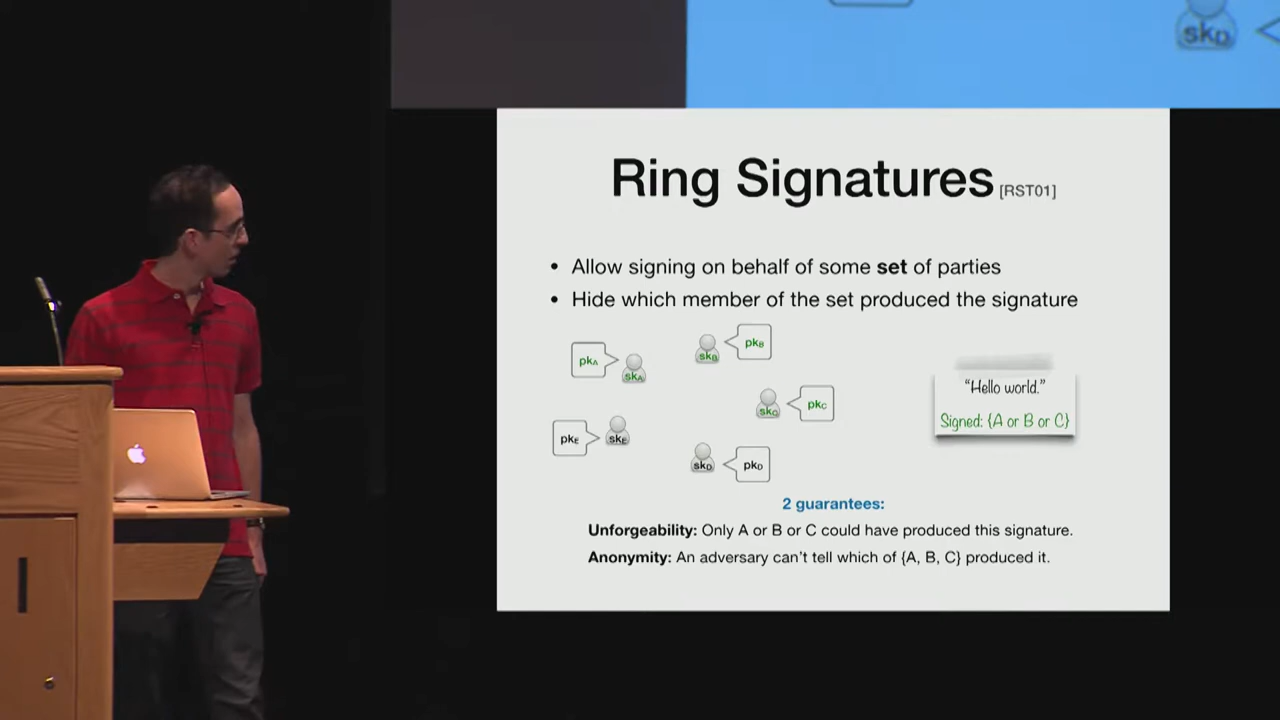 skD
Ring Signatures [RST01]
• Allow signing on behalf of some set of parties
• Hide which member of the set produced the signature
pkA
skA
skB
pkB
skC
pkC
pkE
skE
skD
pkD
“Hello world.”
Signed: {A or B or C}
2 guarantees:
Unforgeability: Only A or B or C could have produced this signature.
Anonymity: An adversary can’t tell which of {A, B, C} produced it.